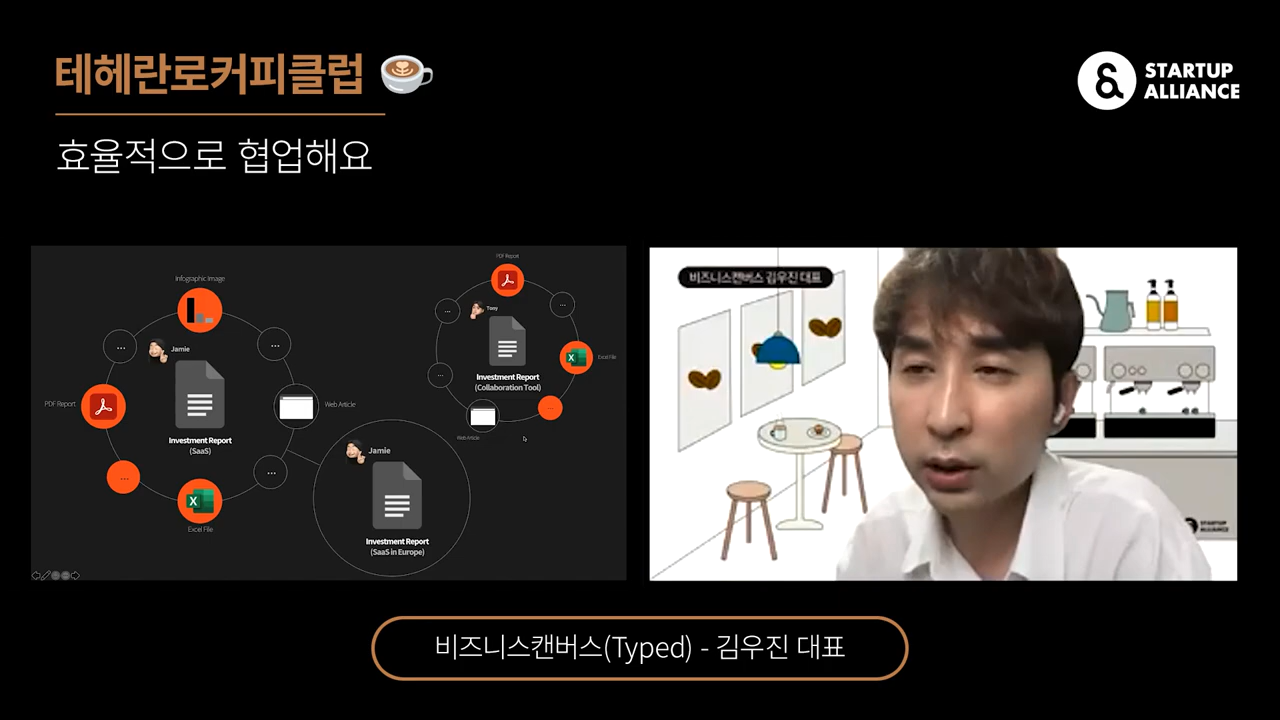 테헤란로커피클럽
STARTUP
ALLIANCE
효율적으로 협업해요
Infographic Image
Jamie
PDF Report
Web Article
Investment Report
(SaaS)
Excel File
PDF Report
Tony
Excel File
Investment Report
(Collaboration Tool)
Web Article
Jamie
Investment Report
(SaaS in Europe)
비즈니스캔버스 김우진 대표
STARTUP
ALLIANCE
비즈니스캔버스(Typed) - 김우진 대표